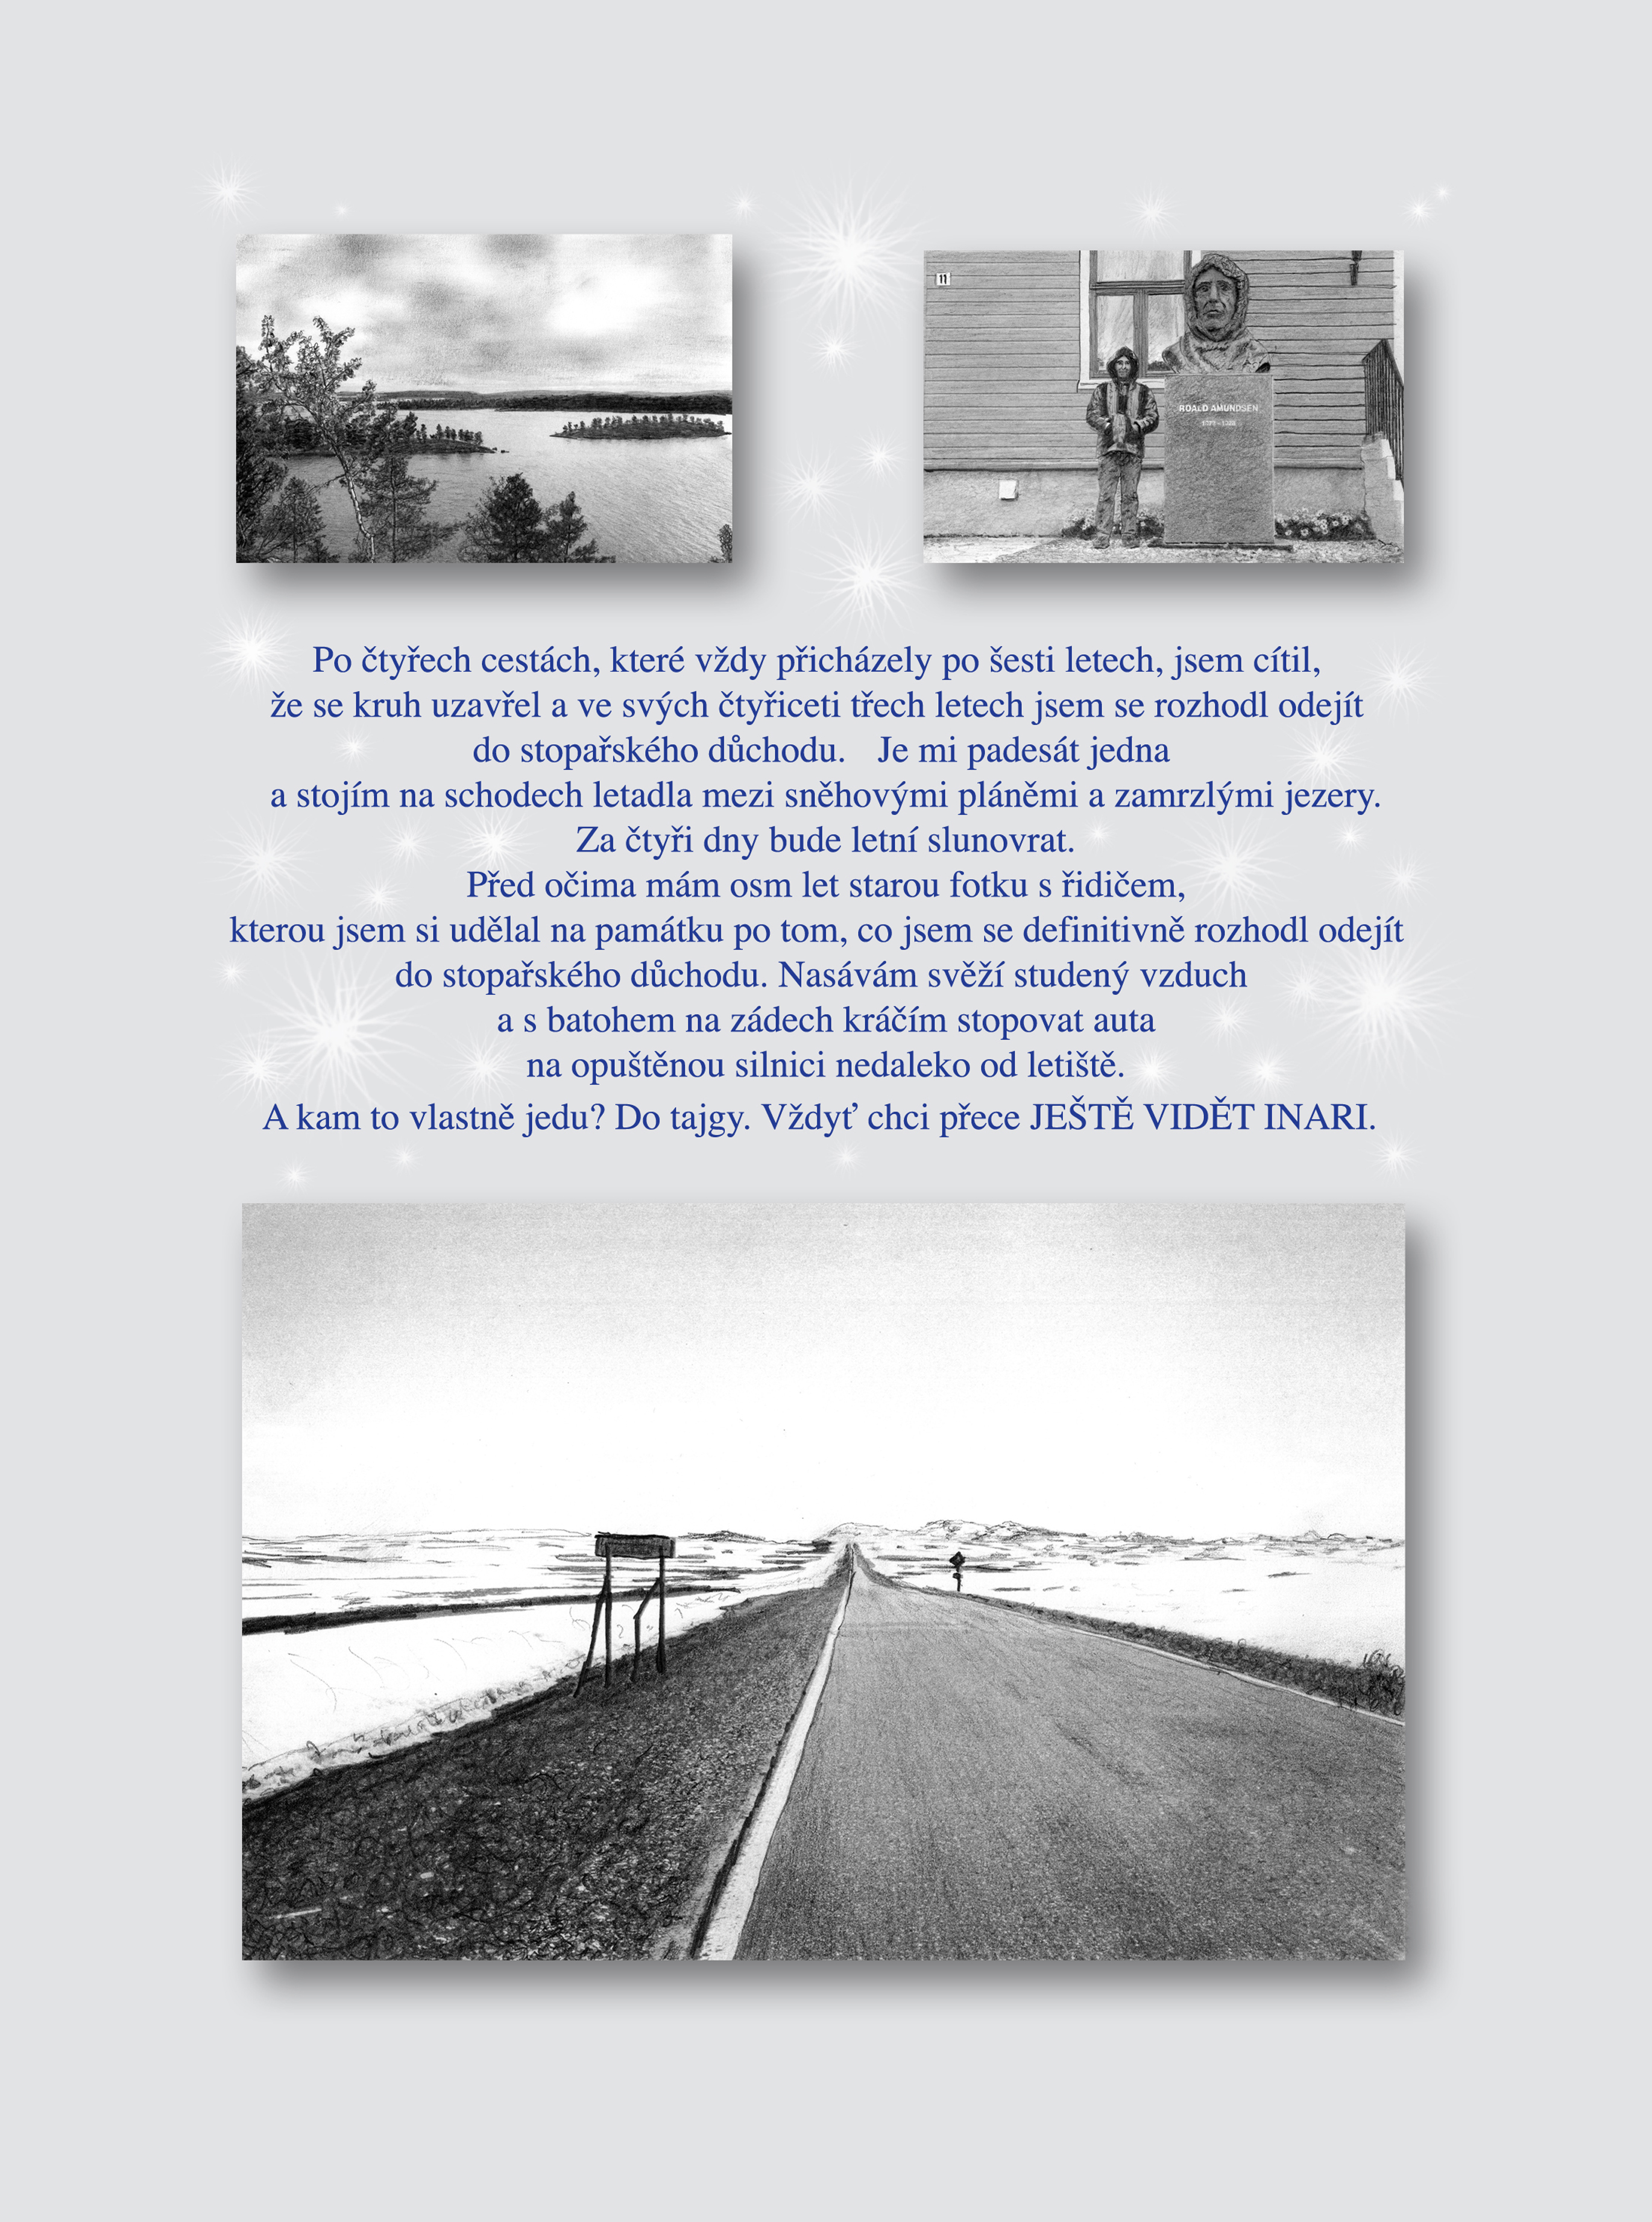 11
ROALD AMUNDSEN
Po čtyřech cestách, které vždy přicházely po šesti letech, jsem cítil,
že se kruh uzavřel a ve svých čtyřiceti třech letech jsem se rozhodl odejít
do stopařského důchodu. Je mi padesát jedna
a stojím na schodech letadla mezi sněhovými pláněmi a zamrzlými jezery.
Za čtyři dny bude letní slunovrat.
Před očima mám osm let starou fotku s řidičem,
kterou jsem si udělal na památku po tom, co jsem se definitivně rozhodl odejít
do stopařského důchodu. Nasávám svěží studený vzduch
a s batohem na zádech kráčím stopovat auta
na opuštěnou silnici nedaleko od letiště.
A kam to vlastně jedu? Do tajgy. Vždyť chci přece JEŠTĚ VIDĚT INARI.